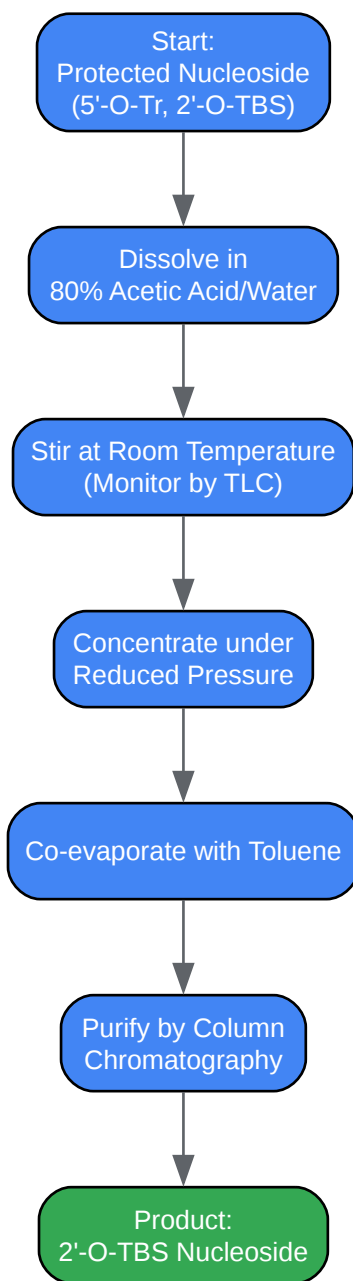 Start:
Protected Nucleoside
(5'-O-Tr, 2'-O-TBS)
Dissolve in
80% Acetic Acid/Water
Stir at Room Temperature
(Monitor by TLC)
Concentrate under
Reduced Pressure
Co-evaporate with Toluene
Purify by Column
Chromatography
Product:
2'-O-TBS Nucleoside